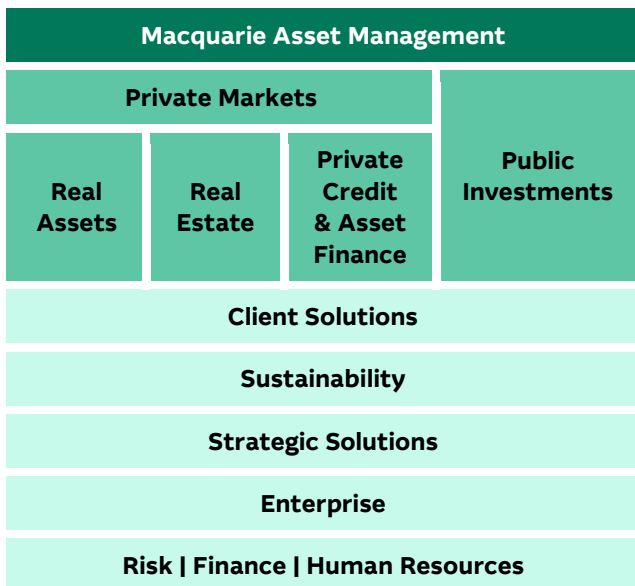 Macquarie Asset Management
Private Markets
Real
Assets
Real
Estate
Private
Credit
& Asset
Finance
Public
Investments
Client Solutions
Sustainability
Strategic Solutions
Enterprise
Risk | Finance | Human Resources